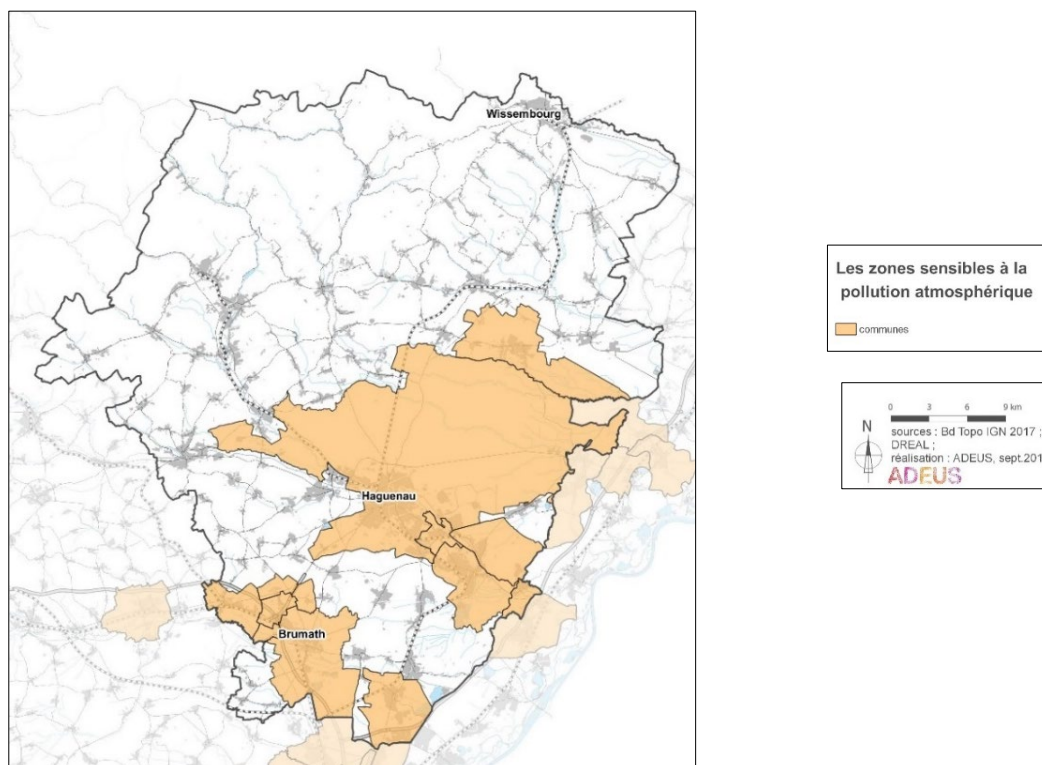 Wissembourg
Haguenau
Brumath
Les zones sensibles à la
pollution atmosphérique
communes
0 3 6 9 km
N
sources : Bd Topo IGN 2017 ;
DREAL ;
réalisation : ADEUS, sept.201
ADEUS